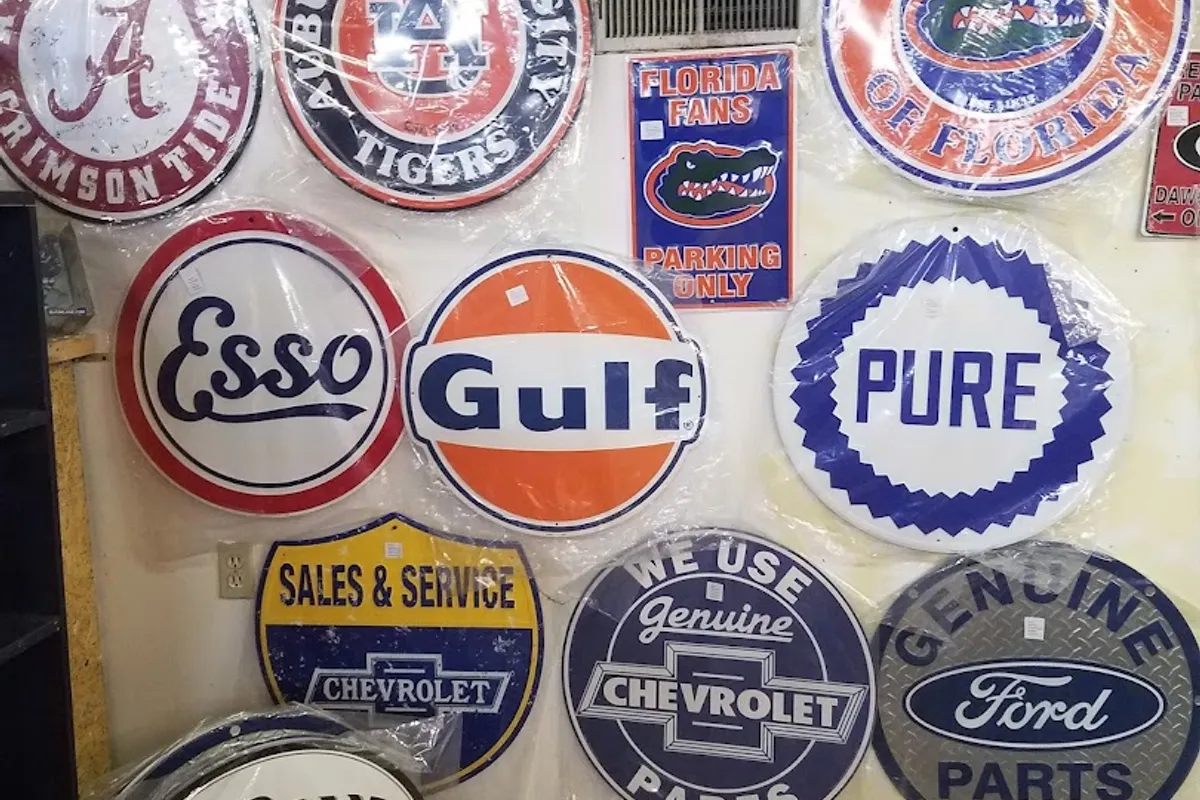 A
CRIMSON TIDE
AU
TIGERS
FLORIDA
FANS
PARKING
ONLY
OF FLORIDA
Esso
Gulf
®
PURE
SALES & SERVICE
CHEVROLET
WE USE
Genuine
CHEVROLET
PARTS
GENUINE
Ford
PARTS